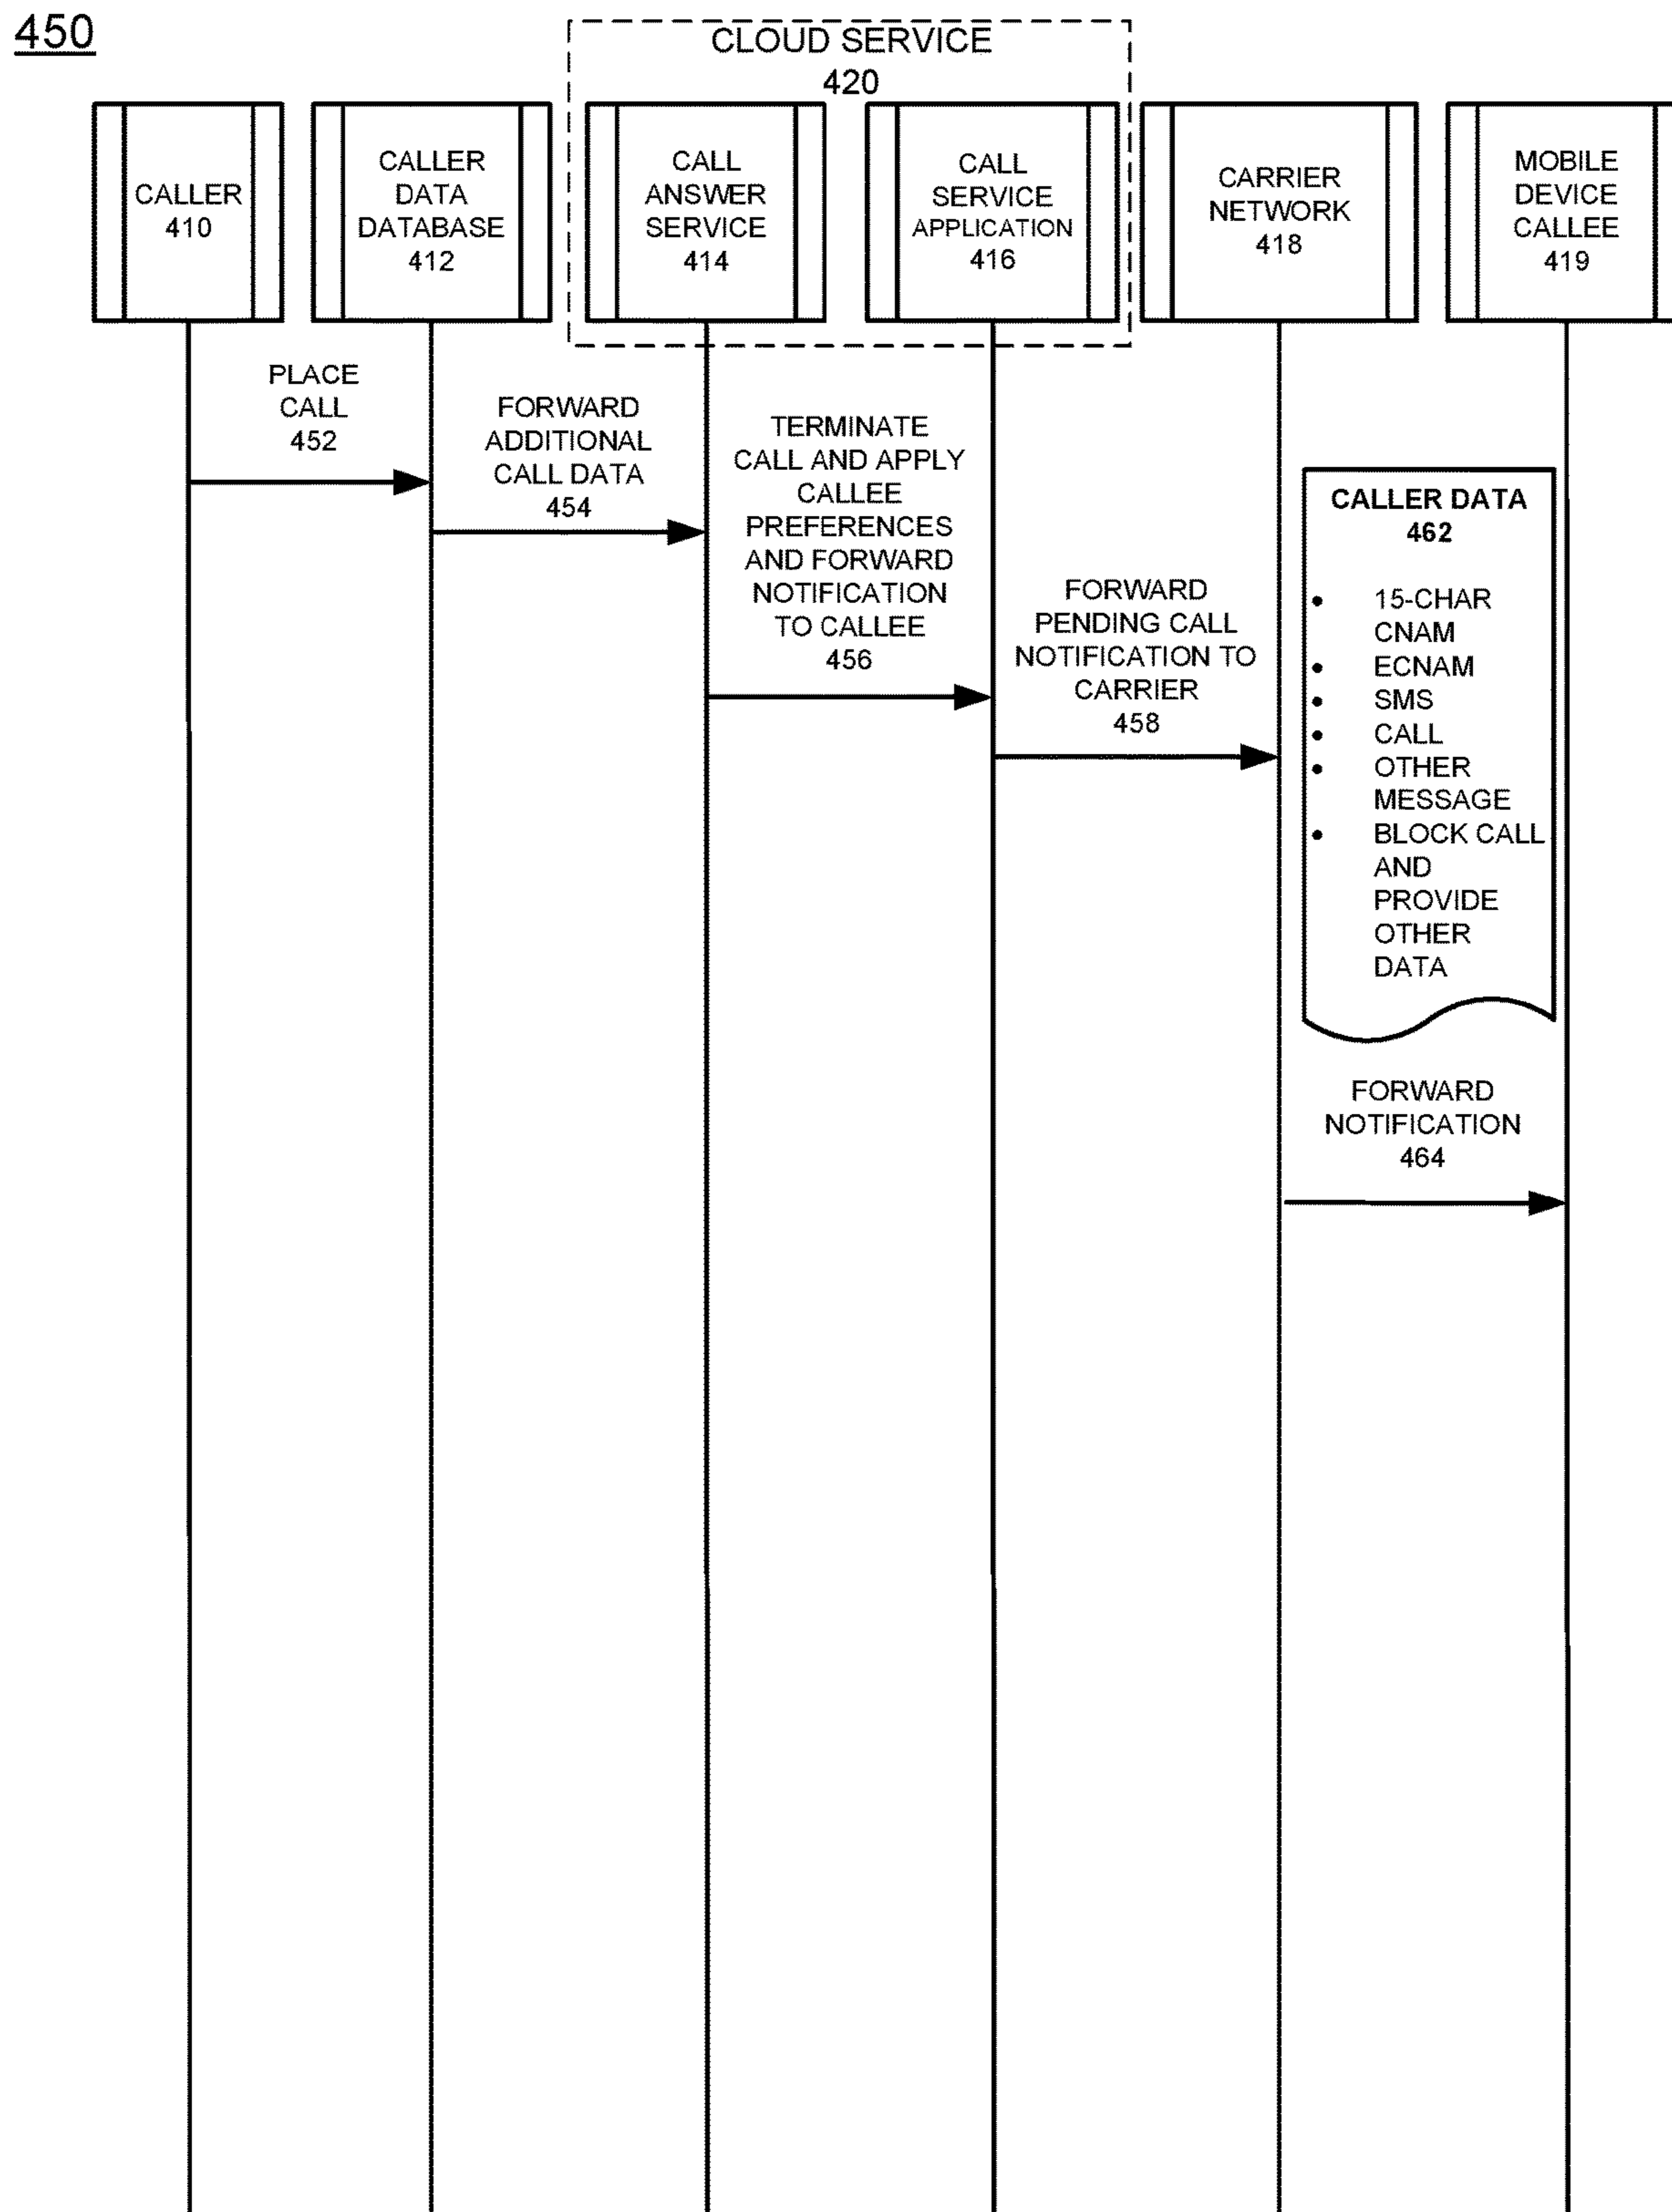 450
CLOUD SERVICE
420
CALLER
410
CALLER
DATA
DATABASE
412
CALL
ANSWER
SERVICE
414
CALL
SERVICE
APPLICATION
416
CARRIER
NETWORK
418
MOBILE
DEVICE
CALLEE
419
PLACE
CALL
452
FORWARD
ADDITIONAL
CALL DATA
454
TERMINATE
CALL AND APPLY
CALLEE
PREFERENCES
AND FORWARD
NOTIFICATION
TO CALLEE
456
FORWARD
PENDING CALL
NOTIFICATION TO
CARRIER
458
CALLER DATA
462
• 15-CHAR
CNAM
• ECNAM
• SMS
• CALL
• OTHER
MESSAGE
• BLOCK CALL
AND
PROVIDE
OTHER
DATA
FORWARD
NOTIFICATION
464